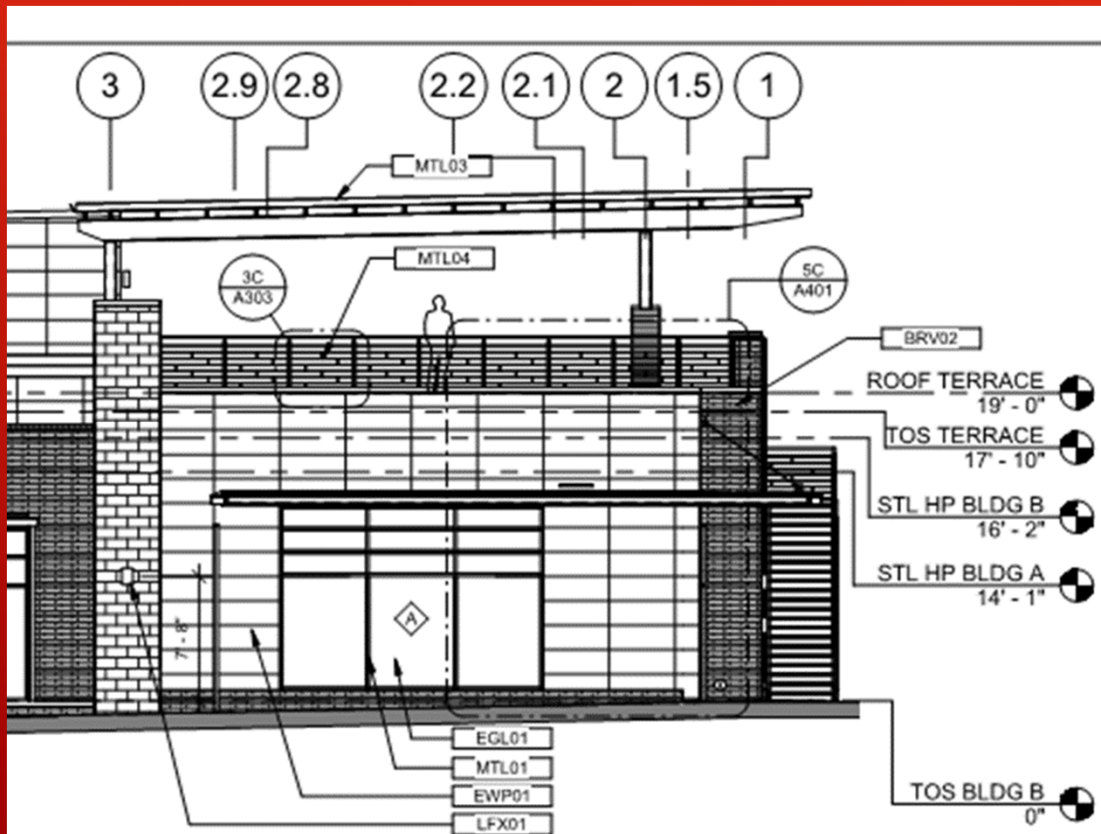 3
2.9
2.8
2.2
2.1
2
1.5
1
MTL03
MTL04
3C
A303
5C
A401
BRV02
ROOF TERRACE
19' - 0"
TOS TERRACE
17' - 10"
STL HP BLDG B
16' - 2"
STL HP BLDG A
14' - 1"
7' - 8"
A
EGL01
MTL01
EWP01
LFX01
TOS BLDG B
0"